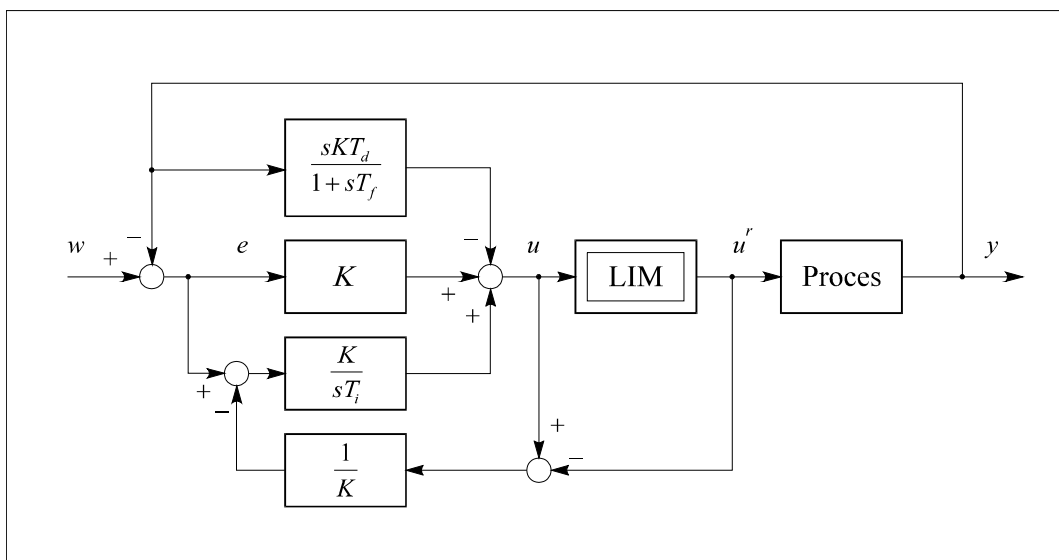 sKT_d
1 + sT_f
w
+
−
e
K
−
+
+
u
LIM
u^r
Proces
y
+
−
K
sT_i
+
−
1
K